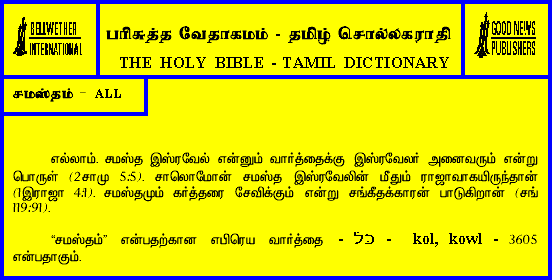 BELLWETHER
INTERNATIONAL
பரிசுத்த வேதாகமம் - தமிழ் சொல்லகராதி
THE HOLY BIBLE - TAMIL DICTIONARY
GOOD NEWS
PUBLISHERS
சமஸ்தம் - ALL
எல்லாம். சமஸ்த இஸ்ரவேல் என்னும் வார்த்தைக்கு இஸ்ரவேலர் அனைவரும் என்று
பொருள் (2சாமு 5:5). சாலொமோன் சமஸ்த இஸ்ரவேலின் மீதும் ராஜாவாகயிருந்தான்
(1இராஜா 4:1). சமஸ்தமும் கர்த்தரை சேவிக்கும் என்று சங்கீதக்காரன் பாடுகிறான் (சங்
119:91).
“சமஸ்தம்” என்பதற்கான எபிரெய வார்த்தை - כל - kol, kowl - 3605
என்பதாகும்.